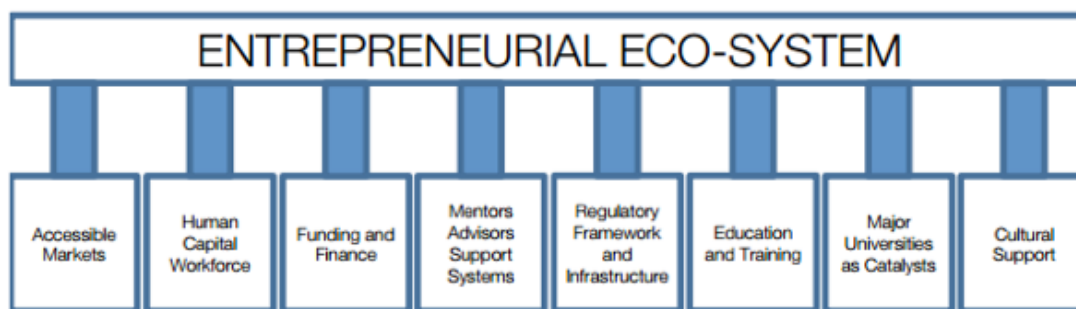 ENTREPRENEURIAL ECO-SYSTEM
Accessible
Markets
Human
Capital
Workforce
Funding and
Finance
Mentors
Advisors
Support
Systems
Regulatory
Framework
and
Infrastructure
Education
and Training
Major
Universities
as Catalysts
Cultural
Support